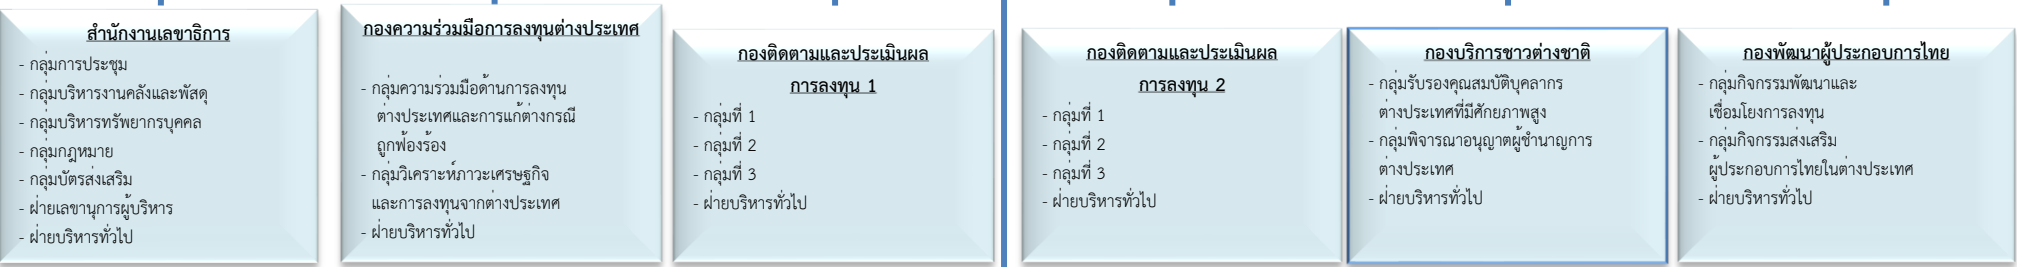 สำนักงานเลขาธิการ
- กลุ่มการประชุม
- กลุ่มบริหารงานคลังและพัสดุ
- กลุ่มบริหารทรัพยากรบุคคล
- กลุ่มกฎหมาย
- กลุ่มบัตรส่งเสริม
- ฝ่ายเลขานุการผู้บริหาร
- ฝ่ายบริหารทั่วไป
กองความร่วมมือการลงทุนต่างประเทศ
- กลุ่มความร่วมมือด้านการลงทุน
ต่างประเทศและการแก้ต่างกรณี
ถูกฟ้องร้อง
- กลุ่มวิเคราะห์ภาวะเศรษฐกิจ
และการลงทุนจากต่างประเทศ
- ฝ่ายบริหารทั่วไป
กองติดตามและประเมินผล
การลงทุน 1
- กลุ่มที่ 1
- กลุ่มที่ 2
- กลุ่มที่ 3
- ฝ่ายบริหารทั่วไป
กองติดตามและประเมินผล
การลงทุน 2
- กลุ่มที่ 1
- กลุ่มที่ 2
- กลุ่มที่ 3
- ฝ่ายบริหารทั่วไป
กองบริการชาวต่างชาติ
- กลุ่มรับรองคุณสมบัติบุคลากร
ต่างประเทศที่มีศักยภาพสูง
- กลุ่มพิจารณาอนุญาตผู้ชำนาญการ
ต่างประเทศ
- ฝ่ายบริหารทั่วไป
กองพัฒนาผู้ประกอบการไทย
- กลุ่มกิจกรรมพัฒนาและ
เชื่อมโยงการลงทุน
- กลุ่มกิจกรรมส่งเสริม
ผู้ประกอบการไทยในต่างประเทศ
- ฝ่ายบริหารทั่วไป